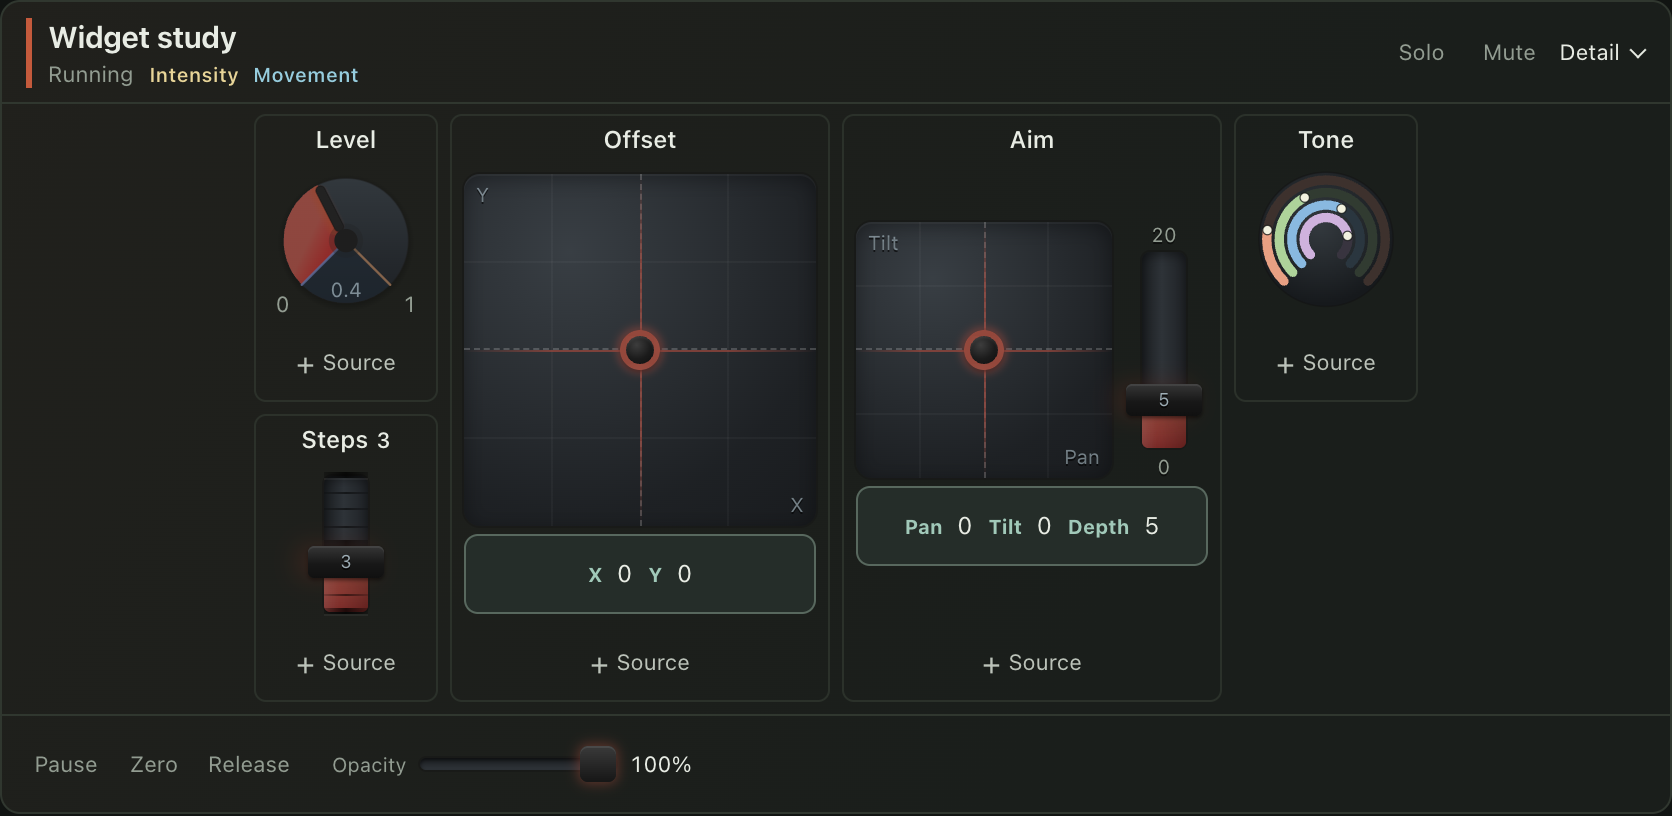 Widget study
Running Intensity Movement
Solo Mute Detail
Level
0.4
0 1
+ Source
Steps 3
3
+ Source
Offset
Y
X
X 0 Y 0
+ Source
Aim
Tilt
Pan
20
5
0
Pan 0 Tilt 0 Depth 5
+ Source
Tone
+ Source
Pause Zero Release Opacity 100%